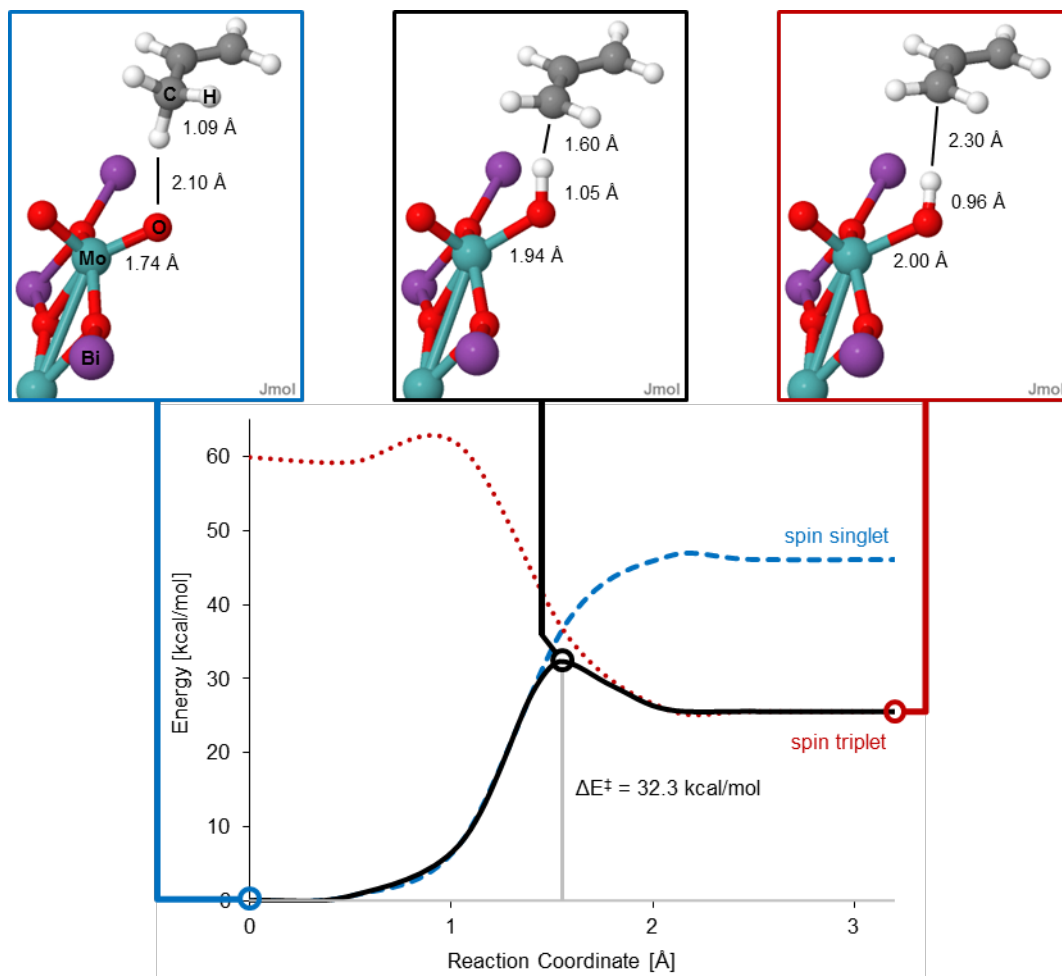 C H
1.09 Å
2.10 Å
O
Mo
1.74 Å
Bi
Jmol
1.60 Å
1.05 Å
1.94 Å
Jmol
2.30 Å
0.96 Å
2.00 Å
Jmol
Energy [kcal/mol]
60
50
40
30
20
10
0
spin singlet
spin triplet
ΔE‡ = 32.3 kcal/mol
0 1 2 3
Reaction Coordinate [Å]